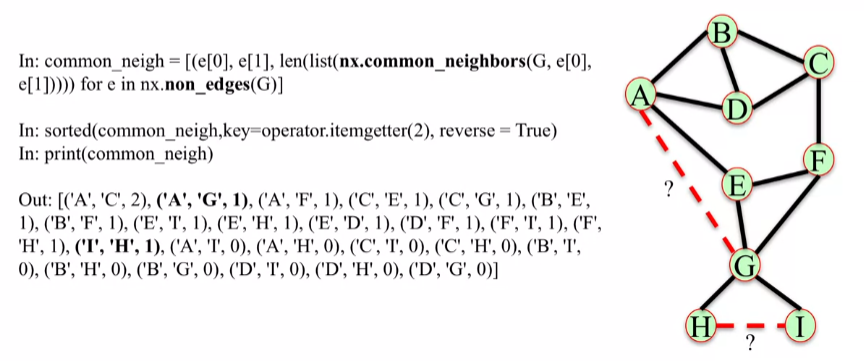 In: common_neigh = [(e[0], e[1], len(list(nx.common_neighbors(G, e[0],
e[1])))) for e in nx.non_edges(G)]
In: sorted(common_neigh,key=operator.itemgetter(2), reverse = True)
In: print(common_neigh)
Out: [('A', 'C', 2), ('A', 'G', 1), ('A', 'F', 1), ('C', 'E', 1), ('C', 'G', 1), ('B', 'E',
1), ('B', 'F', 1), ('E', 'I', 1), ('E', 'H', 1), ('E', 'D', 1), ('D', 'F', 1), ('F', 'I', 1), ('F',
'H', 1), ('I', 'H', 1), ('A', 'I', 0), ('A', 'H', 0), ('C', 'I', 0), ('C', 'H', 0), ('B', 'I',
0), ('B', 'H', 0), ('B', 'G', 0), ('D', 'I', 0), ('D', 'H', 0), ('D', 'G', 0)]
B
C
A
D
F
E
?
G
H
I
?